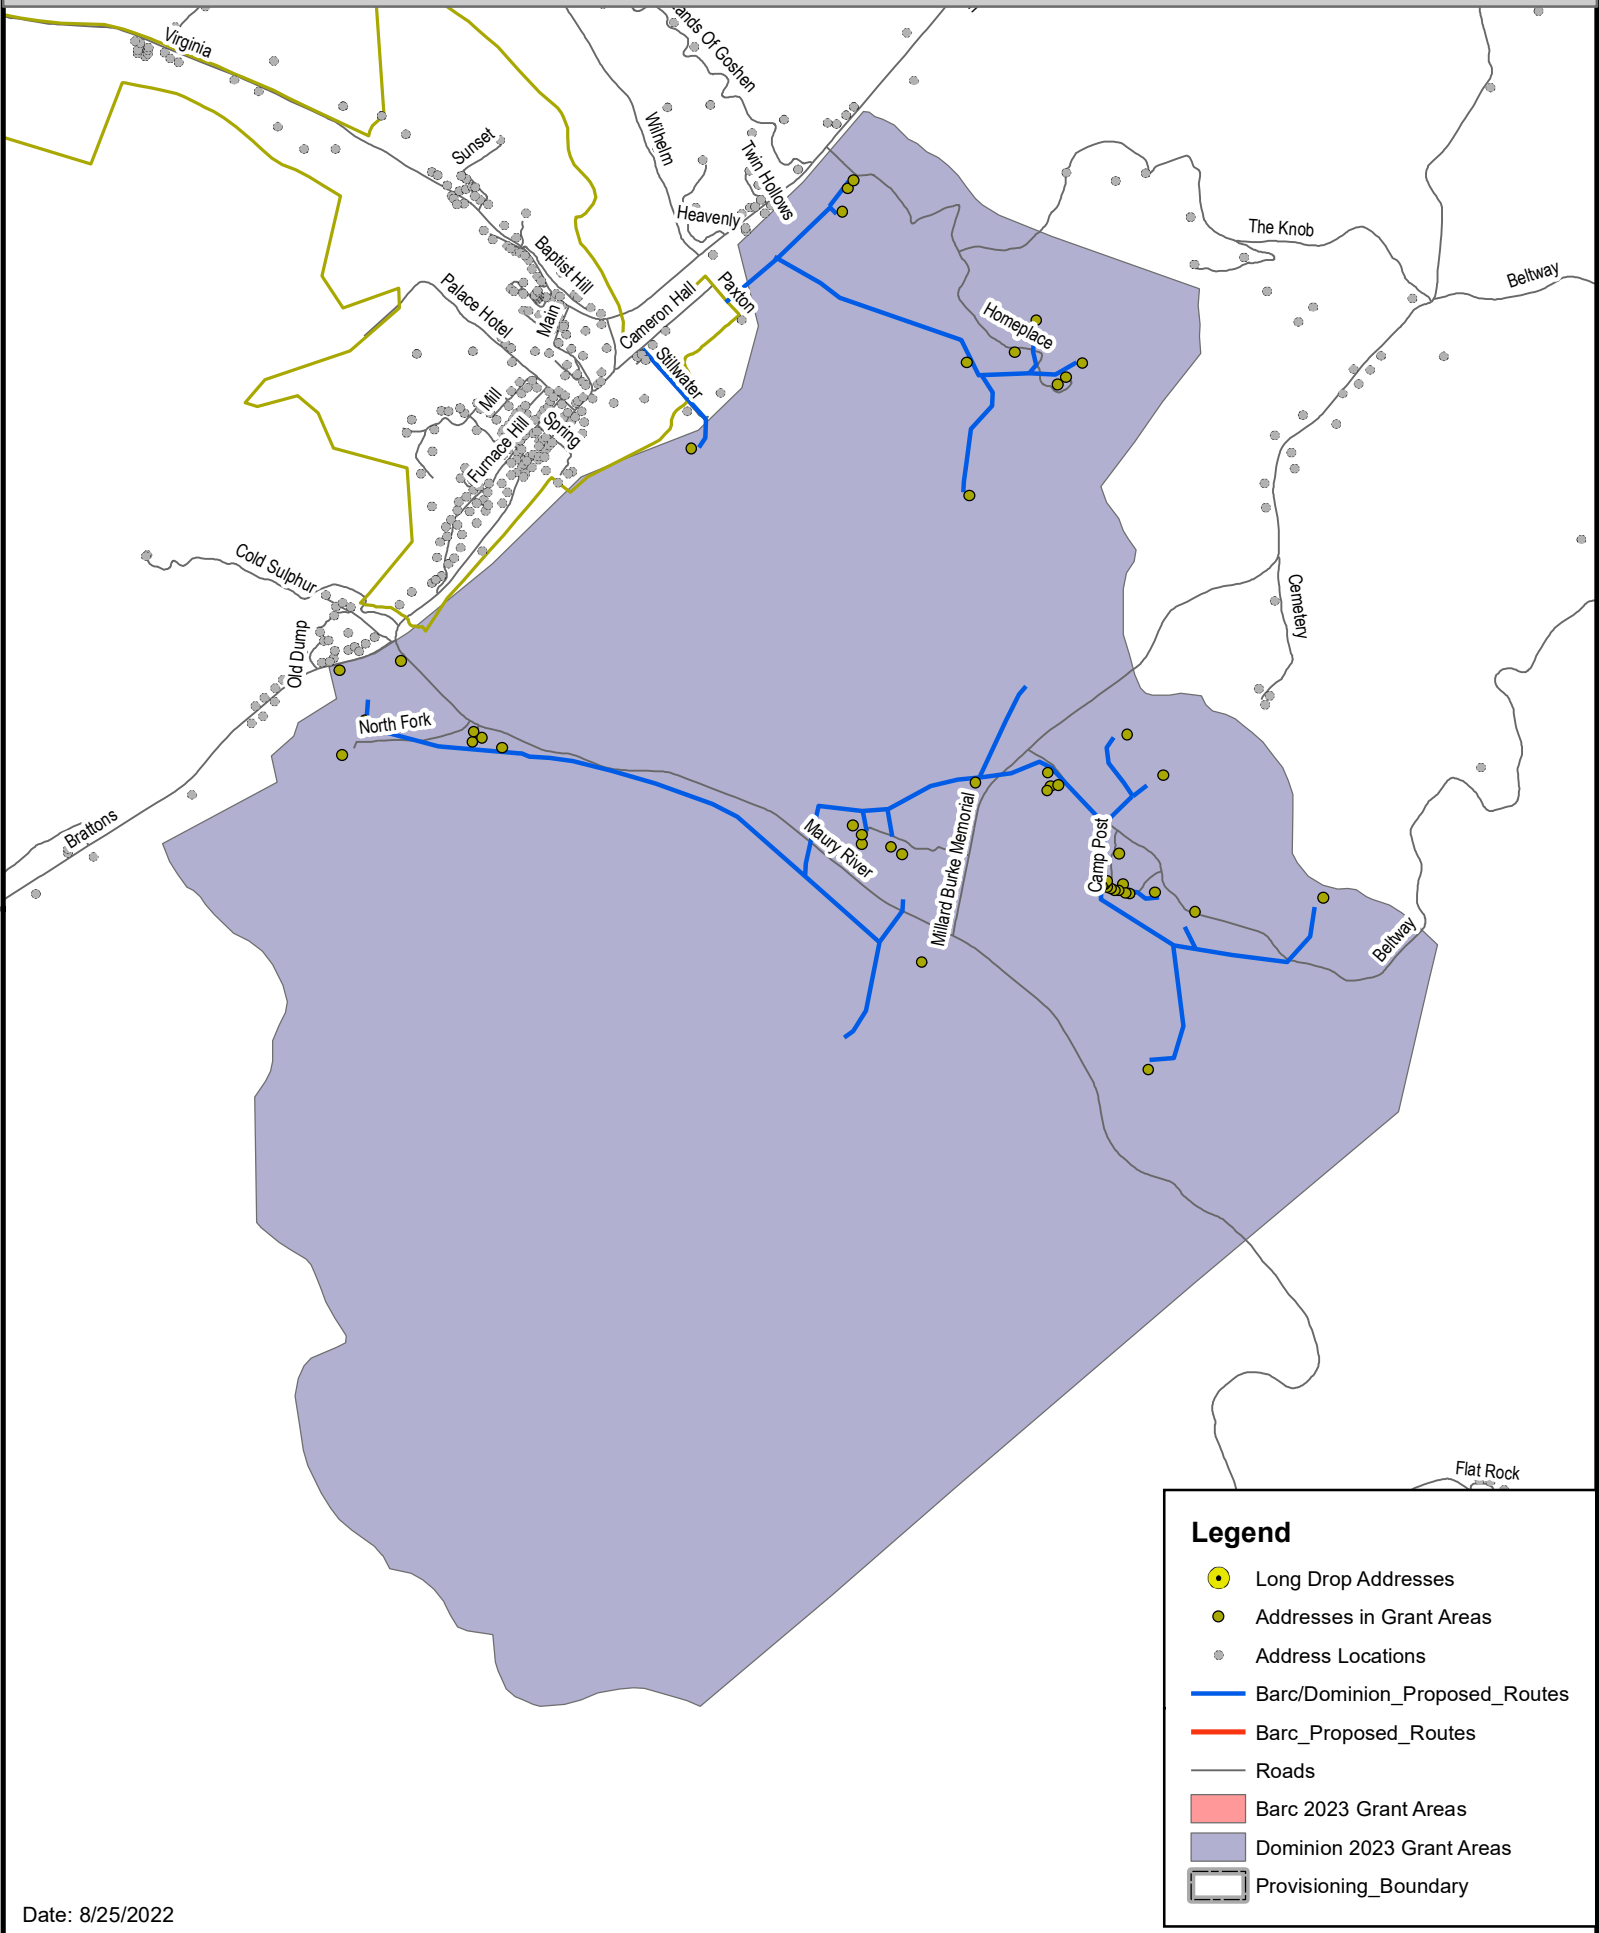 Virginia
ands Of Goshen
Wilhelm
Sunset
Twin Hollows
Heavenly
The Knob
Beltway
Baptist Hill
Palace Hotel
Main
Paxton
Cameron Hall
Homeplace
Stillwater
Mill
Spring
Furnace Hill
Cold Sulphur
Cemetery
Old Dump
North Fork
Brattons
Maury River
Millard Burke Memorial
Camp Post
Beltway
Flat Rock
Legend
Long Drop Addresses
Addresses in Grant Areas
Address Locations
Barc/Dominion_Proposed_Routes
Barc_Proposed_Routes
Roads
Barc 2023 Grant Areas
Dominion 2023 Grant Areas
Provisioning_Boundary
Date: 8/25/2022